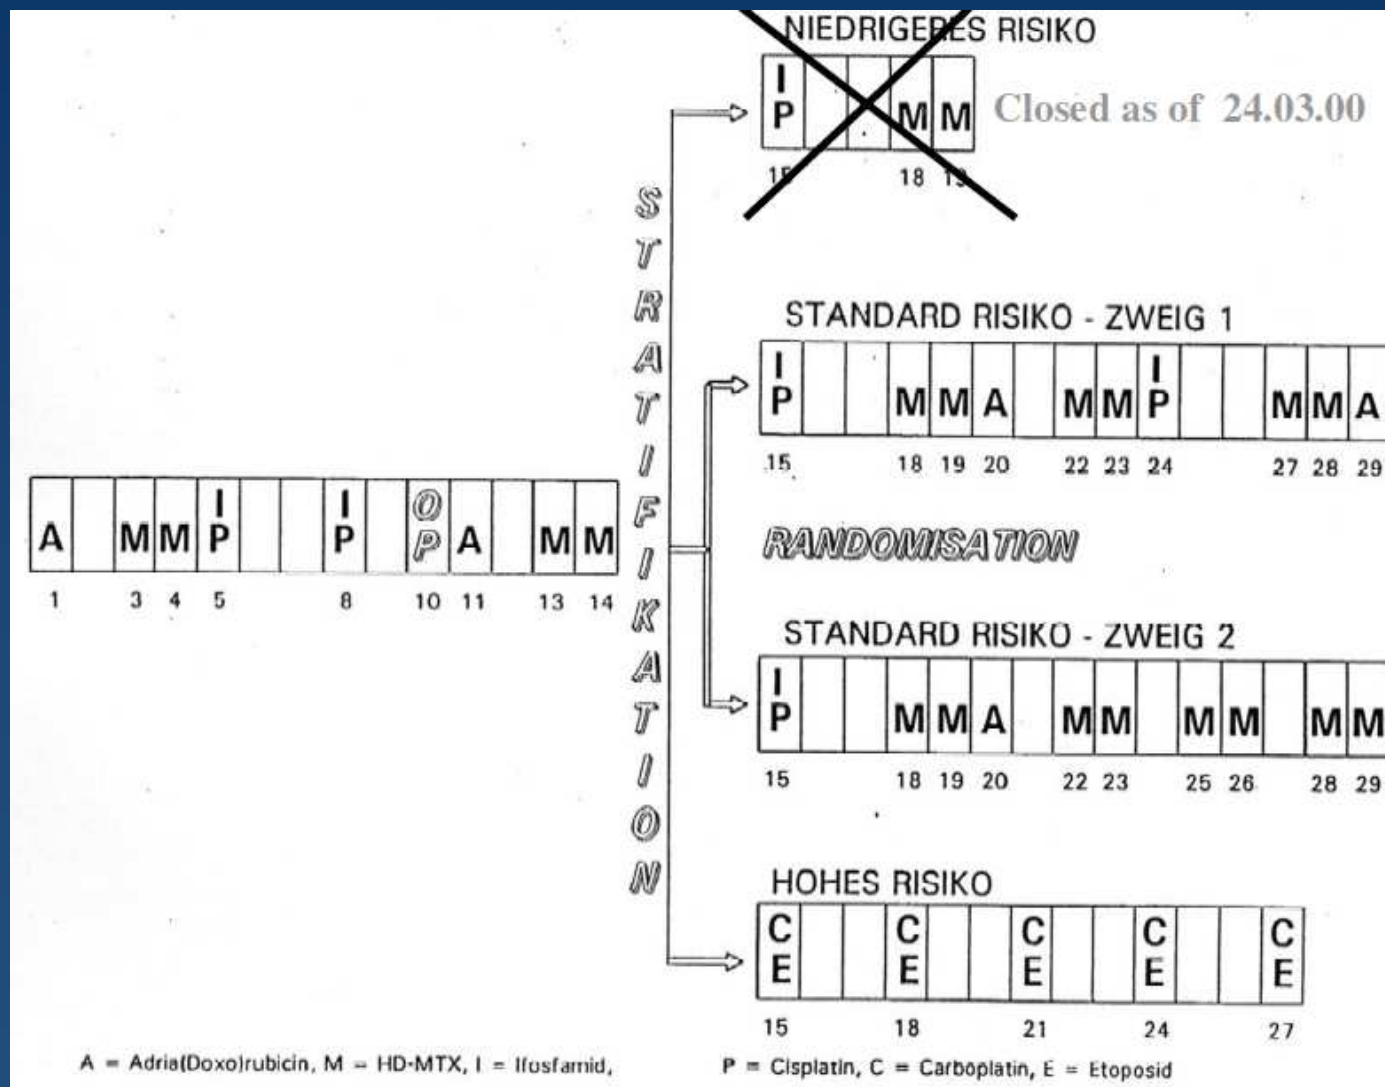 NIEDRIGERES RISIKO
I
P M M
Closed as of 24.03.00
15 18 19
STRATIFIKATION
STANDARD RISIKO - ZWEIG 1
I I
P M M A M M P M M A
15 18 19 20 22 23 24 27 28 29
I I O
A M M P P P A M M
1 3 4 5 8 10 11 13 14
RANDOMISATION
STANDARD RISIKO - ZWEIG 2
I
P M M A M M M M M M
15 18 19 20 22 23 25 26 28 29
HOHES RISIKO
C C C C C
E E E E E
15 18 21 24 27
A = Adria(Doxo)rubicin, M = HD-MTX, I = Ifosfamid, P = Cisplatin, C = Carboplatin, E = Etoposid